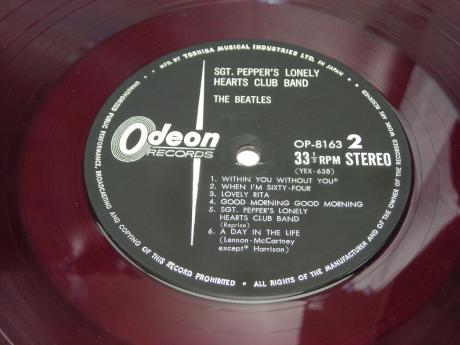 MFD. BY TOSHIBA MUSICAL INDUSTRIES LTD. IN JAPAN
SGT. PEPPER'S LONELY
HEARTS CLUB BAND
THE BEATLES
Odeon
RECORDS
OP-8163 2
33 1/3 RPM STEREO
(YEX-638)
1. WITHIN YOU WITHOUT YOU*
2. WHEN I'M SIXTY-FOUR
3. LOVELY RITA
4. GOOD MORNING GOOD MORNING
5. SGT. PEPPER'S LONELY
HEARTS CLUB BAND
(Reprise)
6. A DAY IN THE LIFE
(Lennon-McCartney
except* Harrison)
ALL RIGHTS OF THE MANUFACTURER AND OF THE OWNER OF THE RECORDED WORK ARE RESERVED
UNAUTHORIZED PUBLIC PERFORMANCE, BROADCASTING AND COPYING OF THIS RECORD PROHIBITED